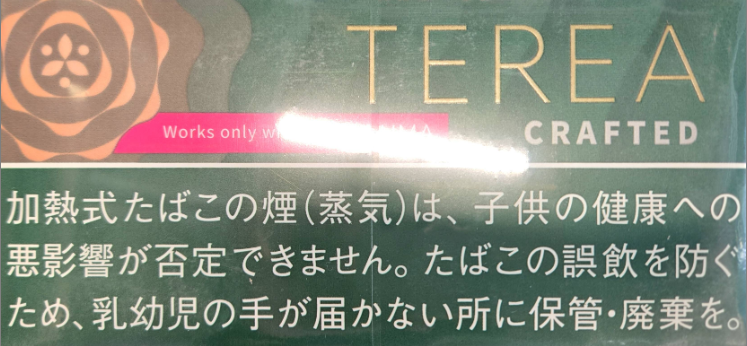 TEREA
CRAFTED
Works only
加熱式たばこの煙(蒸気)は、子供の健康への
悪影響が否定できません。たばこの誤飲を防ぐ
ため、乳幼児の手が届かない所に保管・廃棄を。